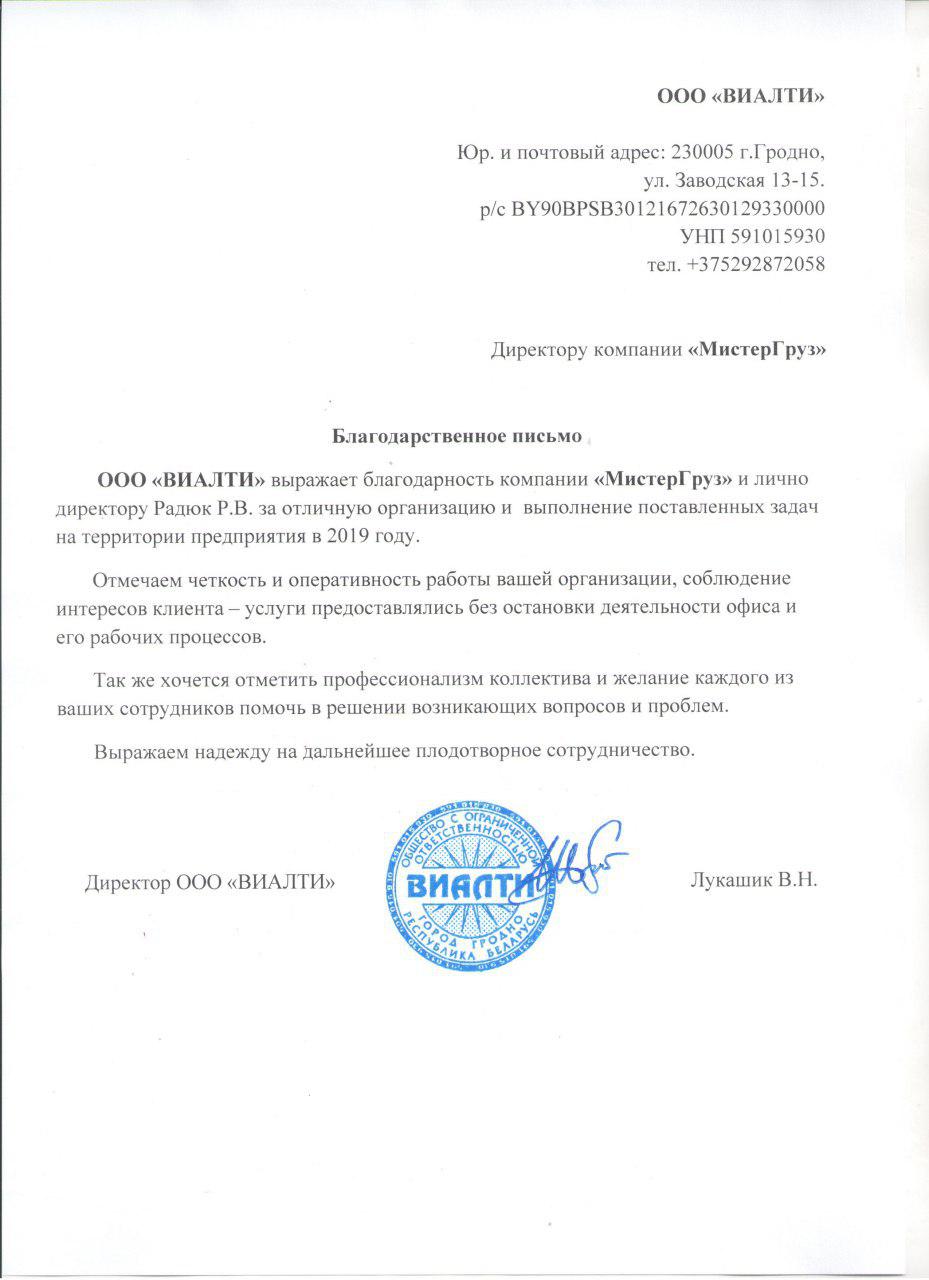 ООО «ВИАЛТИ»
Юр. и почтовый адрес: 230005 г.Гродно,
ул. Заводская 13-15.
р/с BY90BPSB30121672630129330000
УНП 591015930
тел. +375292872058
Директору компании «МистерГруз»
Благодарственное письмо
ООО «ВИАЛТИ» выражает благодарность компании «МистерГруз» и лично
директору Радюк Р.В. за отличную организацию и выполнение поставленных задач
на территории предприятия в 2019 году.
Отмечаем четкость и оперативность работы вашей организации, соблюдение
интересов клиента – услуги предоставлялись без остановки деятельности офиса и
его рабочих процессов.
Так же хочется отметить профессионализм коллектива и желание каждого из
ваших сотрудников помочь в решении возникающих вопросов и проблем.
Выражаем надежду на дальнейшее плодотворное сотрудничество.
Директор ООО «ВИАЛТИ»
ОБЩЕСТВО С ОГРАНИЧЕННОЙ
ОТВЕТСТВЕННОСТЬЮ
ВИАЛТИ
ГОРОД ГРОДНО
РЕСПУБЛИКА БЕЛАРУСЬ
Лукашик В.Н.